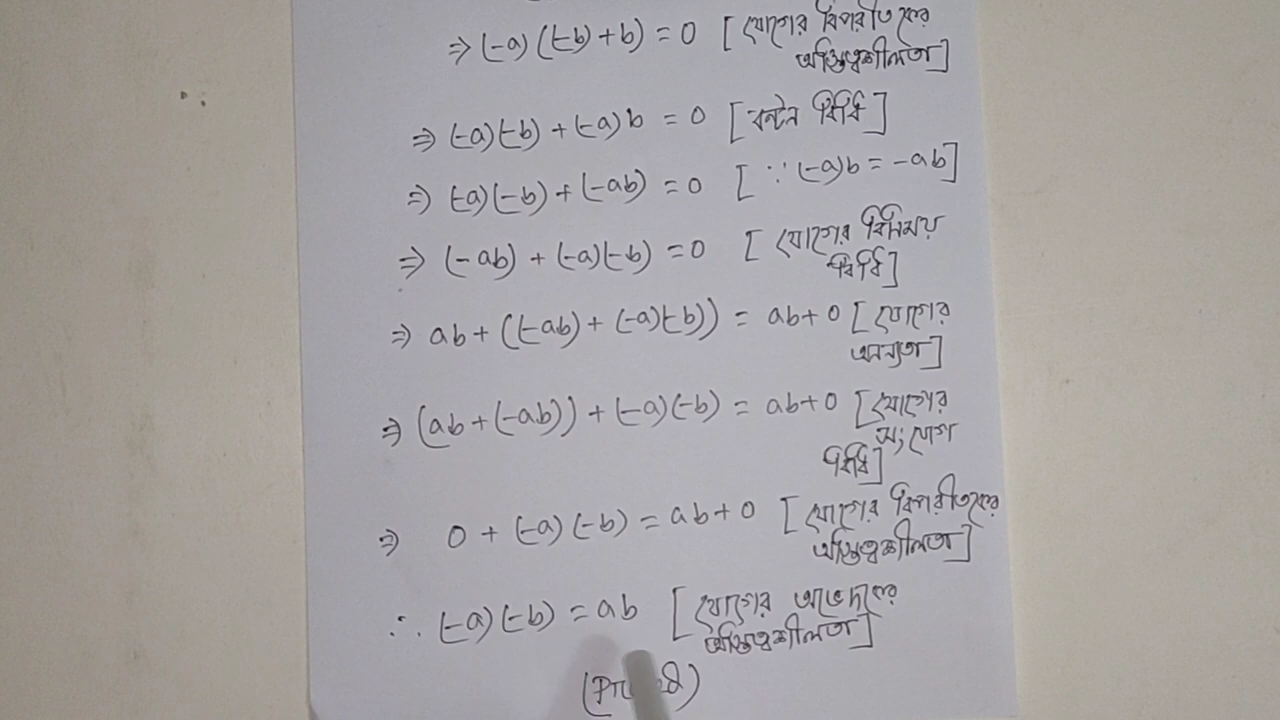 ⇒ (-a) (-b) + b) = 0 [যোগের বিপরীতকের
অস্তিত্বশীলতা]
⇒ (-a)(-b) + (-a) b = 0 [বন্টন বিধি]
⇒ (-a)(-b) + (-ab) = 0 [∵ (-a)b = -ab]
⇒ (-ab) + (-a)(-b) = 0 [যোগের বিনিময়
বিধি]
⇒ ab + ((-ab) + (-a)(-b)) = ab + 0 [যোগের
অনন্যতা]
⇒ (ab + (-ab)) + (-a)(-b) = ab + 0 [যোগের
সংযোগ
বিধি]
⇒ 0 + (-a) (-b) = ab + 0 [যোগের বিপরীতকের
অস্তিত্বশীলতা]
∴ (-a) (-b) = ab [যোগের অভেদকের
অস্তিত্বশীলতা]